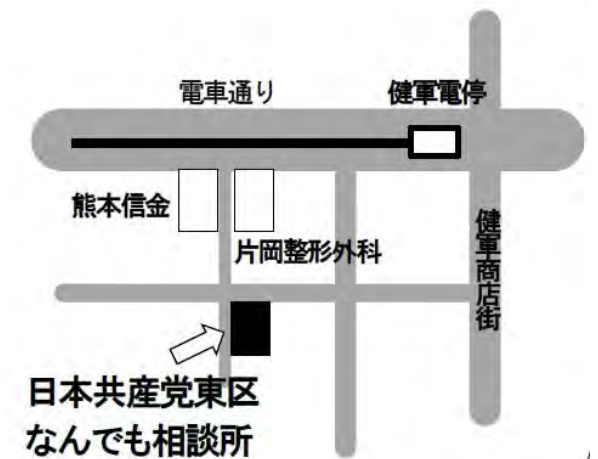 電車通り
健軍電停
熊本信金
片岡整形外科
健軍商店街
日本共産党東区
なんでも相談所